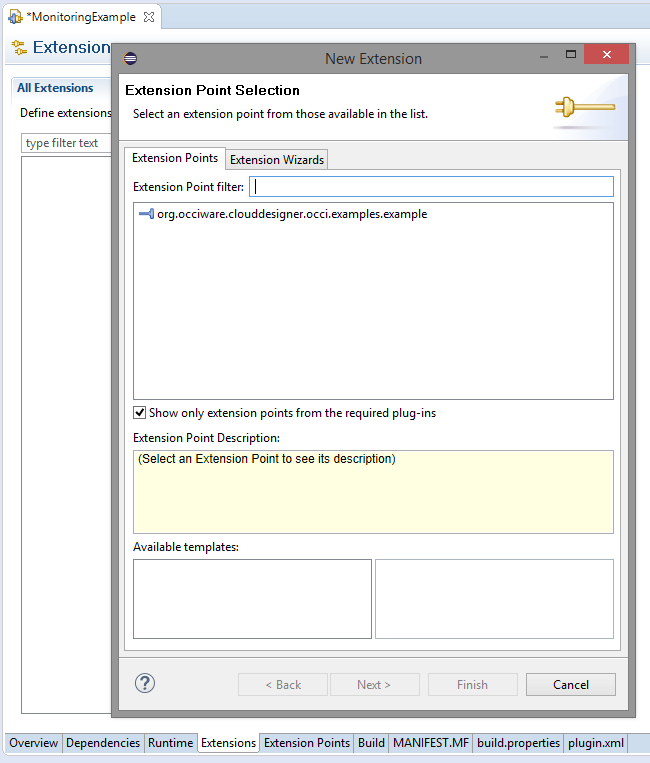 *MonitoringExample
Extension
New Extension
All Extensions
Define extensions
type filter text
Extension Point Selection
Select an extension point from those available in the list.
Extension Points
Extension Wizards
Extension Point filter:
org.occiware.clouddesigner.occi.examples.example
Show only extension points from the required plug-ins
Extension Point Description:
(Select an Extension Point to see its description)
Available templates:
?
< Back
Next >
Finish
Cancel
Overview
Dependencies
Runtime
Extensions
Extension Points
Build
MANIFEST.MF
build.properties
plugin.xml